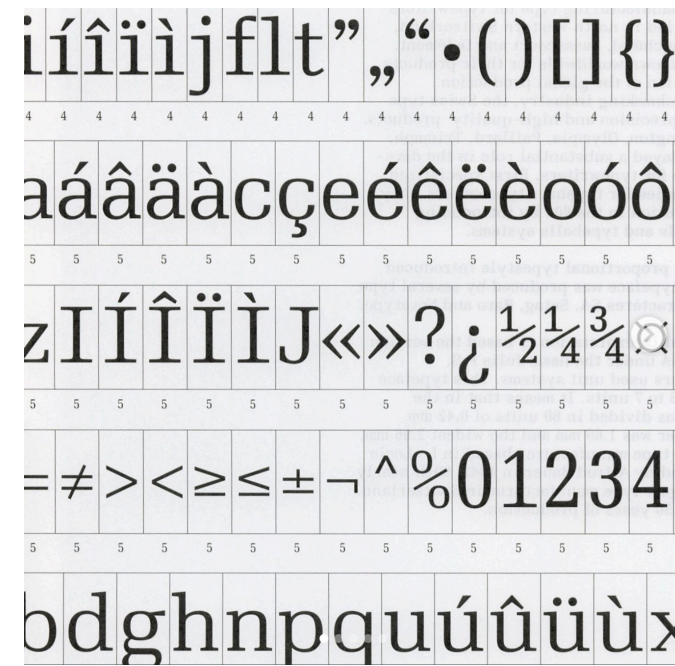 iíîïìjflt”„“•()[]{}
4 4 4 4 4 4 4 4 4 4 4 4 4 4 4 4 4 4 4
aáâäàcçeéêëèoóô
5 5 5 5 5 5 5 5 5 5 5 5 5 5 5
zIÍÎÏÌJ«»?¿½¼¾¤
5 5 5 5 5 5 5 5 5 5 5 5 5 5 5
=≠><≥≤±¬^%01234
5 5 5 5 5 5 5 5 5 5 5 5 5 5 5
bdghnpquúûüùx